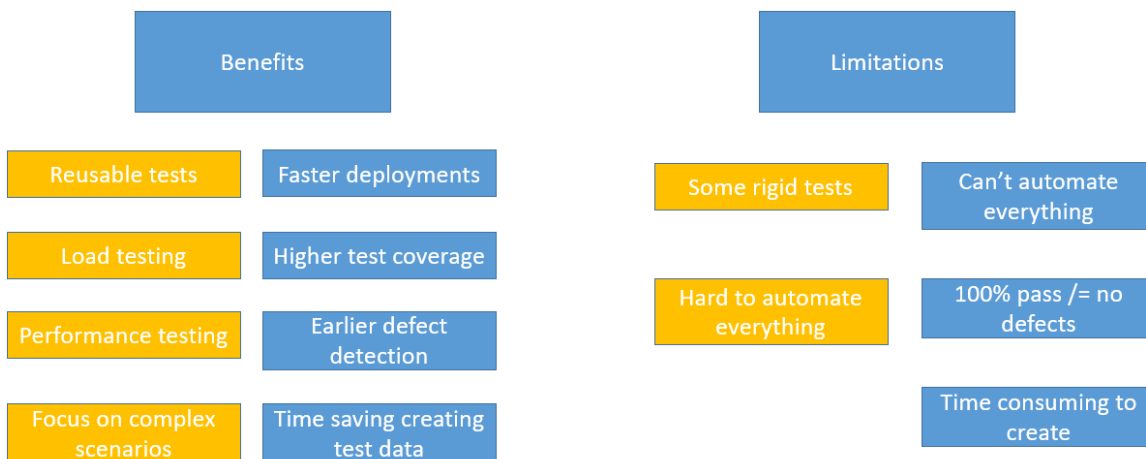 Benefits
Limitations
Reusable tests
Faster deployments
Load testing
Higher test coverage
Performance testing
Earlier defect
detection
Focus on complex
scenarios
Time saving creating
test data
Some rigid tests
Can’t automate
everything
Hard to automate
everything
100% pass /= no
defects
Time consuming to
create